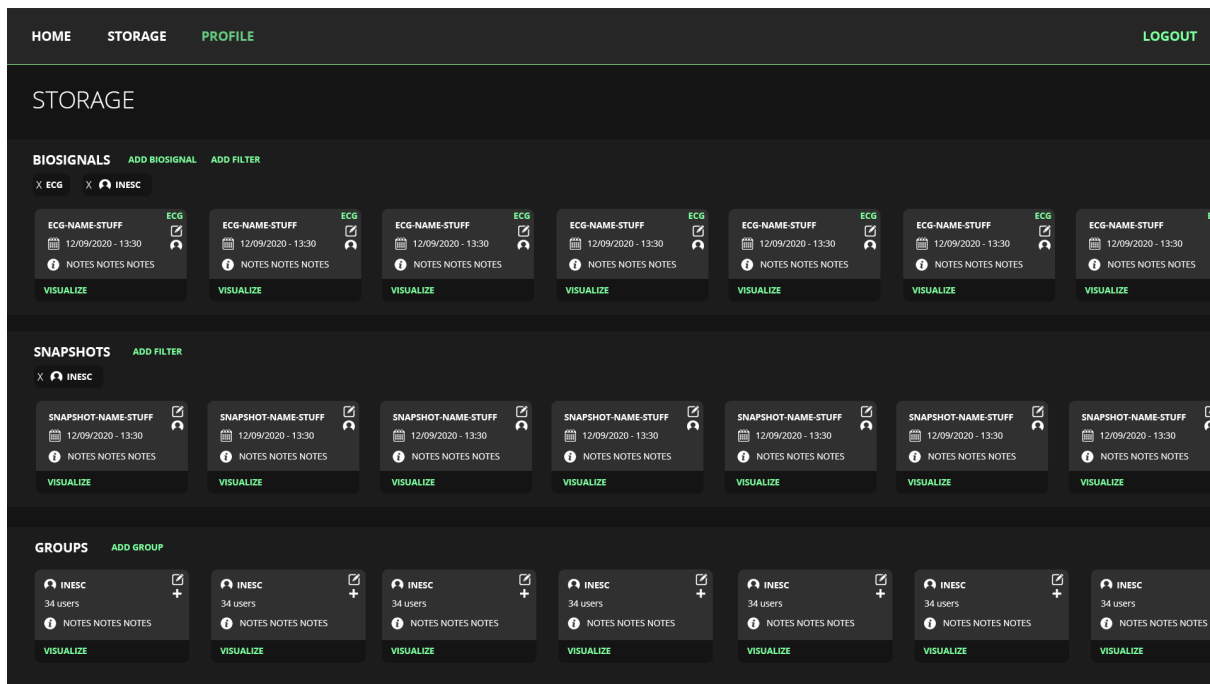 HOME STORAGE PROFILE LOGOUT
STORAGE
BIOSIGNALS ADD BIOSIGNAL ADD FILTER
X ECG X INESC
ECG ECG ECG ECG ECG ECG
ECG-NAME-STUFF ECG-NAME-STUFF ECG-NAME-STUFF ECG-NAME-STUFF ECG-NAME-STUFF ECG-NAME-STUFF ECG-NAME-STUFF
12/09/2020 - 13:30 12/09/2020 - 13:30 12/09/2020 - 13:30 12/09/2020 - 13:30 12/09/2020 - 13:30 12/09/2020 - 13:30 12/09/2020 - 13:30
NOTES NOTES NOTES NOTES NOTES NOTES NOTES NOTES NOTES NOTES NOTES NOTES NOTES NOTES NOTES NOTES NOTES NOTES NOTES NOTES NOTES
VISUALIZE VISUALIZE VISUALIZE VISUALIZE VISUALIZE VISUALIZE VISUALIZE
SNAPSHOTS ADD FILTER
X INESC
SNAPSHOT-NAME-STUFF SNAPSHOT-NAME-STUFF SNAPSHOT-NAME-STUFF SNAPSHOT-NAME-STUFF SNAPSHOT-NAME-STUFF SNAPSHOT-NAME-STUFF SNAPSHOT-NAME-STUFF
12/09/2020 - 13:30 12/09/2020 - 13:30 12/09/2020 - 13:30 12/09/2020 - 13:30 12/09/2020 - 13:30 12/09/2020 - 13:30 12/09/2020 - 13:30
NOTES NOTES NOTES NOTES NOTES NOTES NOTES NOTES NOTES NOTES NOTES NOTES NOTES NOTES NOTES NOTES NOTES NOTES NOTES NOTES NOTES
VISUALIZE VISUALIZE VISUALIZE VISUALIZE VISUALIZE VISUALIZE VISUALIZE
GROUPS ADD GROUP
INESC INESC INESC INESC INESC INESC INESC
34 users 34 users 34 users 34 users 34 users 34 users 34 users
NOTES NOTES NOTES NOTES NOTES NOTES NOTES NOTES NOTES NOTES NOTES NOTES NOTES NOTES NOTES NOTES NOTES NOTES NOTES NOTES NOTES
VISUALIZE VISUALIZE VISUALIZE VISUALIZE VISUALIZE VISUALIZE VISUALIZE